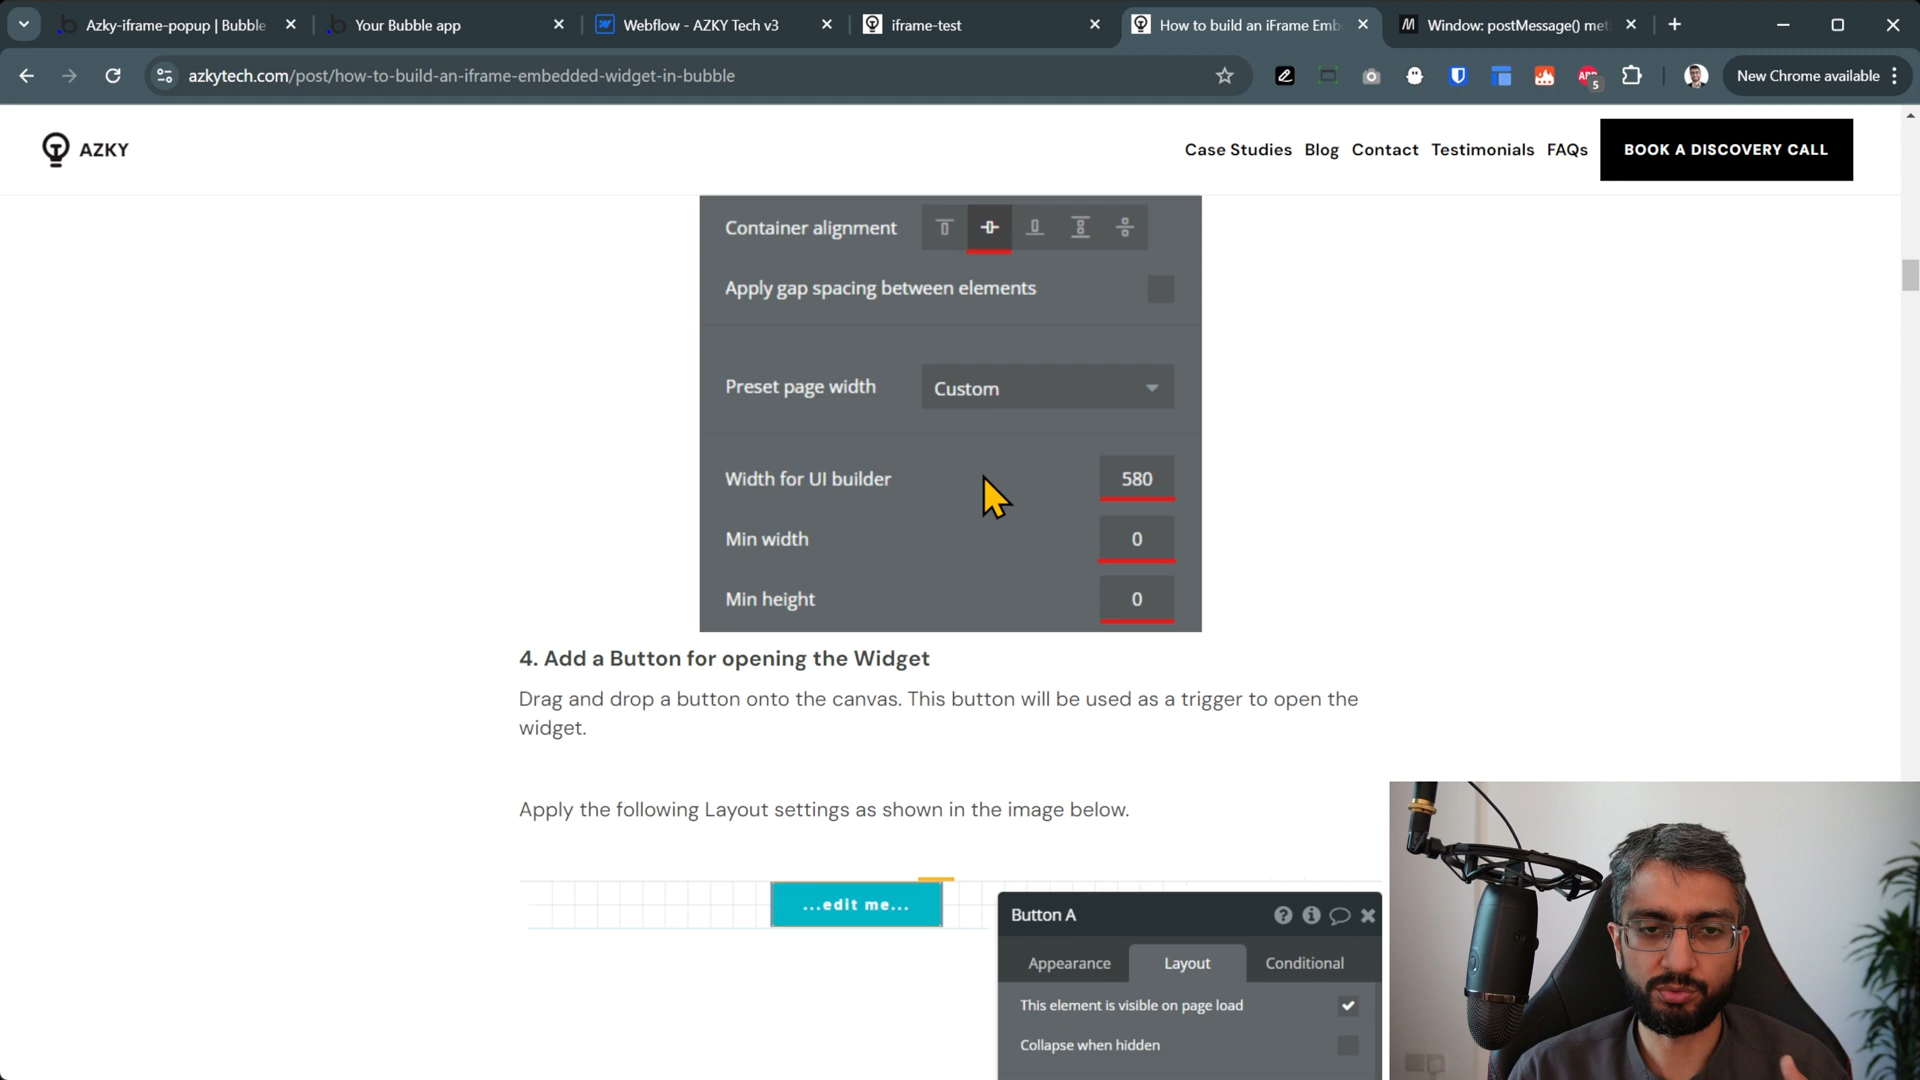 Azky-iframe-popup | Bubble
Your Bubble app
Webflow - AZKY Tech v3
iframe-test
How to build an iFrame Emb
Window: postMessage() met
azkytech.com/post/how-to-build-an-iframe-embedded-widget-in-bubble
5
New Chrome available
AZKY
Case Studies
Blog
Contact
Testimonials
FAQs
BOOK A DISCOVERY CALL
Container alignment
Apply gap spacing between elements
Preset page width
Custom
Width for UI builder
580
Min width
0
Min height
0
4. Add a Button for opening the Widget
Drag and drop a button onto the canvas. This button will be used as a trigger to open the
widget.
Apply the following Layout settings as shown in the image below.
...edit me...
Button A
Appearance
Layout
Conditional
This element is visible on page load
Collapse when hidden